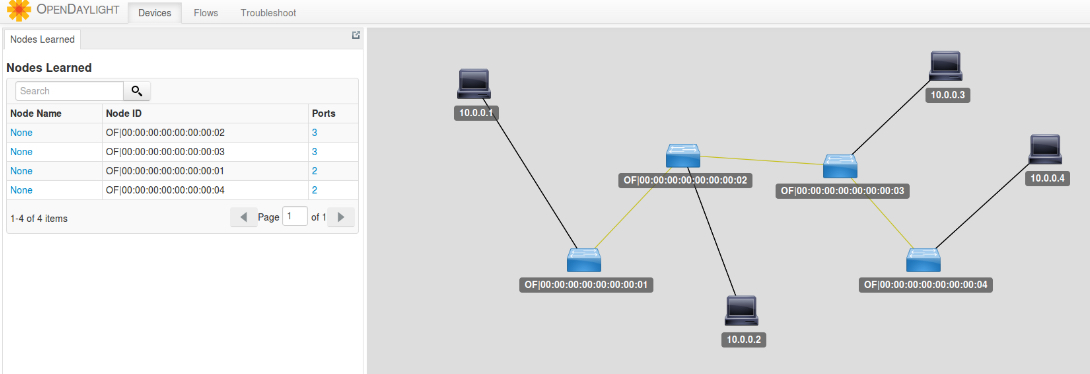 OPENDAYLIGHT Devices Flows Troubleshoot
Nodes Learned
Nodes Learned
Search
Node Name Node ID Ports
None OF|00:00:00:00:00:00:00:02 3
None OF|00:00:00:00:00:00:00:03 3
None OF|00:00:00:00:00:00:00:01 2
None OF|00:00:00:00:00:00:00:04 2
1-4 of 4 items Page 1 of 1
10.0.0.1
10.0.0.3
OF|00:00:00:00:00:00:00:02
OF|00:00:00:00:00:00:00:03
10.0.0.4
OF|00:00:00:00:00:00:00:01
OF|00:00:00:00:00:00:00:04
10.0.0.2